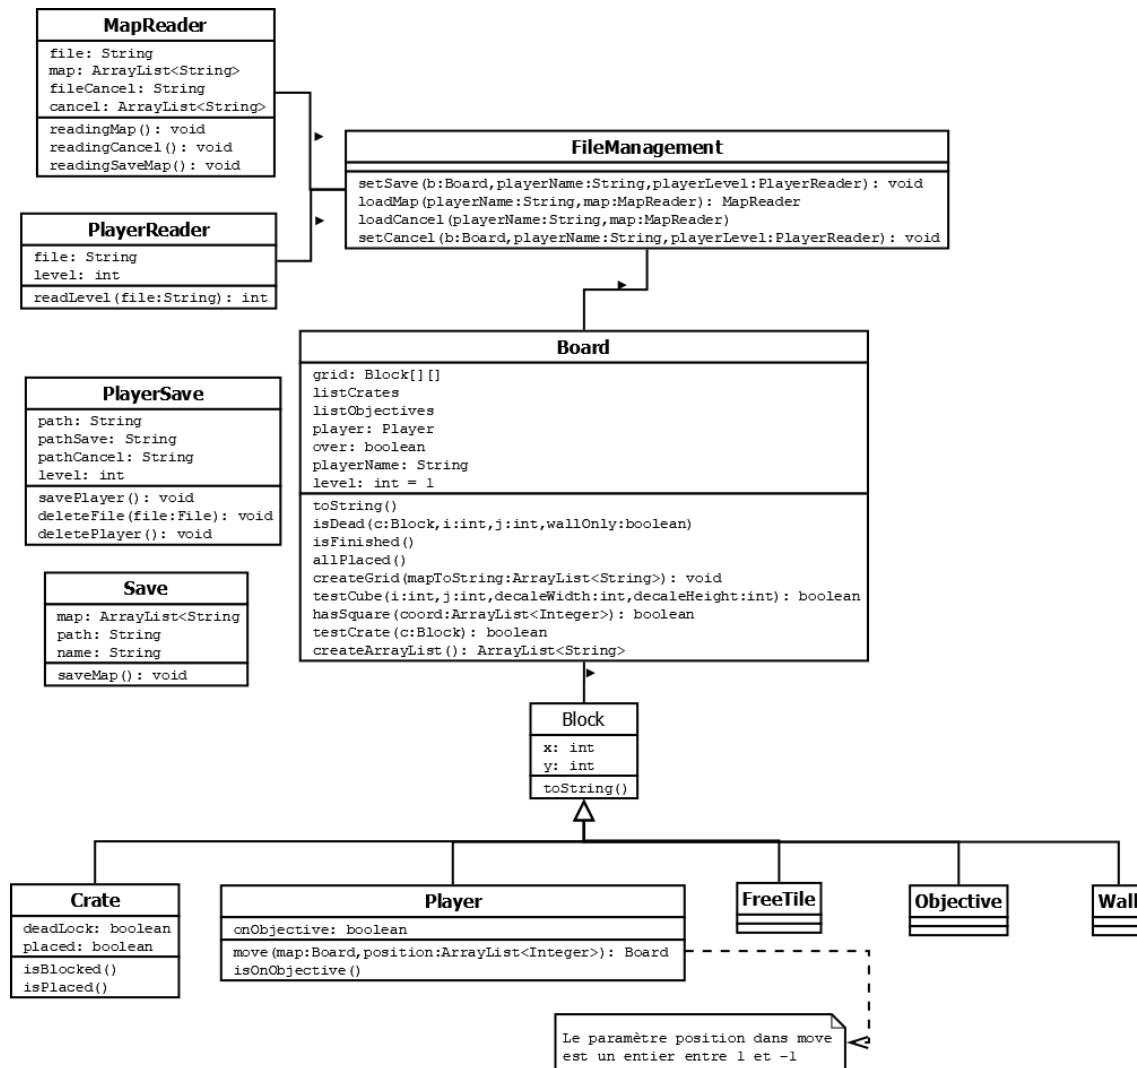 MapReader
file: String
map: ArrayList<String>
fileCancel: String
cancel: ArrayList<String>
readingMap(): void
readingCancel(): void
readingSaveMap(): void
FileManagement
setSave(b:Board,playerName:String,playerLevel:PlayerReader): void
loadMap(playerName:String,map:MapReader): MapReader
loadCancel(playerName:String,map:MapReader)
setCancel(b:Board,playerName:String,playerLevel:PlayerReader): void
PlayerReader
file: String
level: int
readLevel(file:String): int
Board
grid: Block[][]
listCrates
listObjectives
player: Player
over: boolean
playerName: String
level: int = 1
toString()
isDead(c:Block,i:int,j:int,wallOnly:boolean)
isFinished()
allPlaced()
createGrid(mapToString:ArrayList<String>): void
testCube(i:int,j:int,decaleWidth:int,decaleHeight:int): boolean
hasSquare(coord:ArrayList<Integer>): boolean
testCrate(c:Block): boolean
createArrayList(): ArrayList<String>
PlayerSave
path: String
pathSave: String
pathCancel: String
level: int
savePlayer(): void
deleteFile(file:File): void
deletePlayer(): void
Save
map: ArrayList<String
path: String
name: String
saveMap(): void
Block
x: int
y: int
toString()
Crate
deadLock: boolean
placed: boolean
isBlocked()
isPlaced()
Player
onObjective: boolean
move(map:Board,position:ArrayList<Integer>): Board
isOnObjective()
FreeTile
Objective
Wall
Le paramètre position dans move
est un entier entre 1 et -1